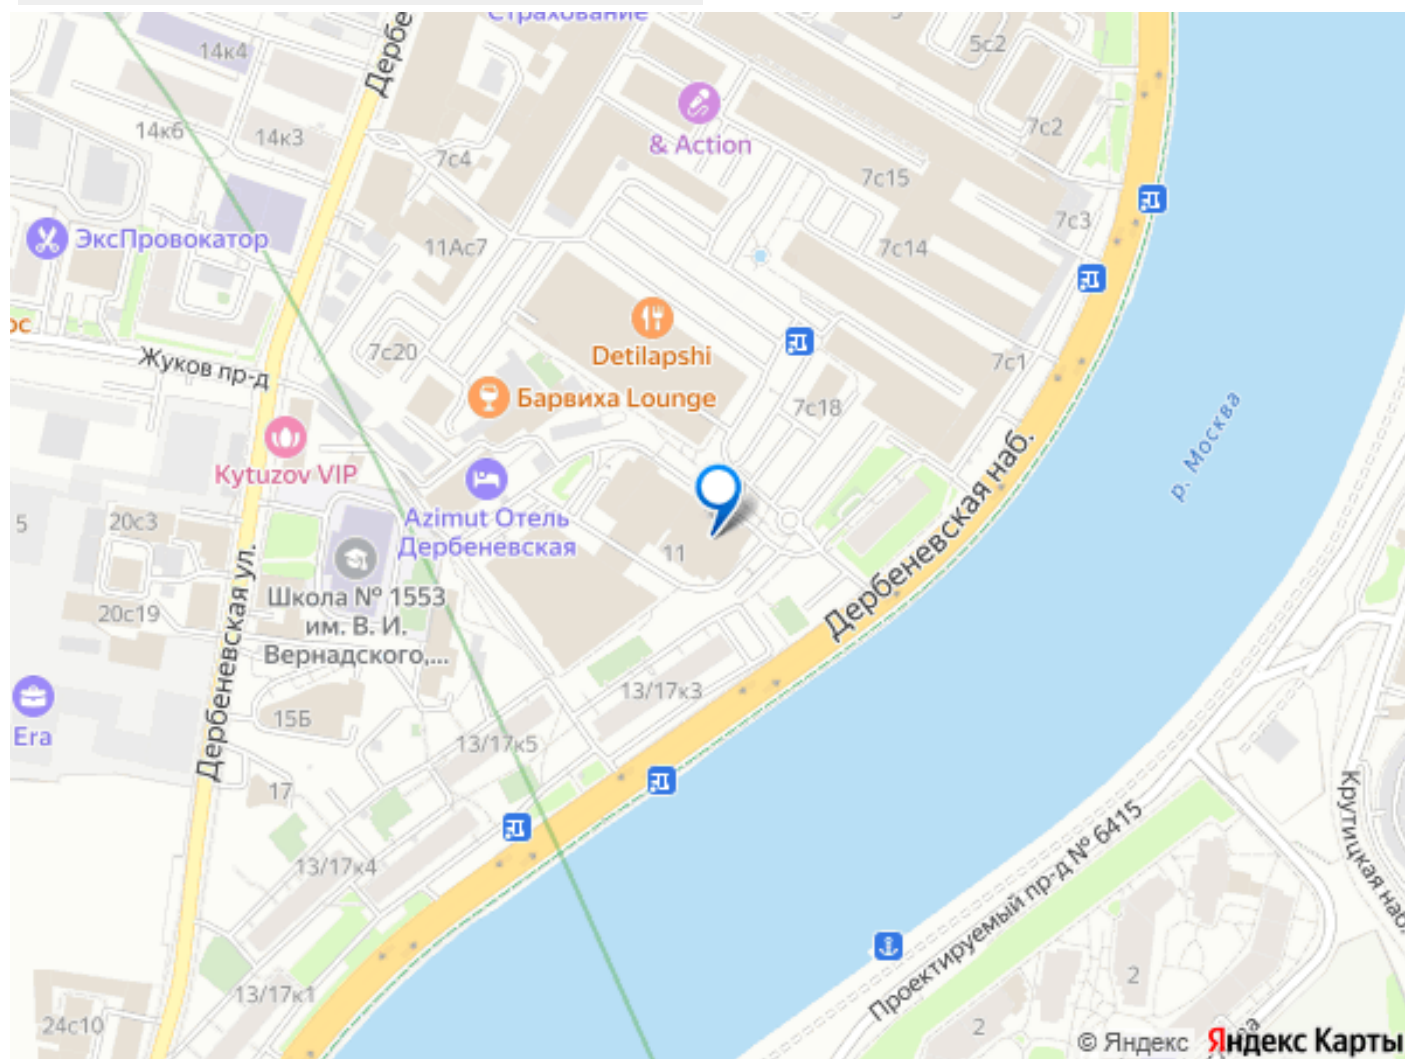 Страхование
14к4
Дербе
5с2
14к6
14к3
& Action
7с2
7с4
7с15
ЭксПровокатор
11Ас7
7с3
7с14
Detilapshi
Жуков пр-д
7с20
7с1
Барвиха Lounge
7с18
р. Москва
Kytuzov VIP
Дербеневская наб.
Azimut Отель
Дербеневская
5
20с3
11
Школа № 1553
им. В. И.
Вернадского,...
20с19
Дербеневская ул.
13/17к3
15Б
Era
13/17к5
17
Крутицкая наб.
Проектируемый пр-д № 6415
13/17к4
2
13/17к1
24с10
2
© Яндекс Яндекс Карты